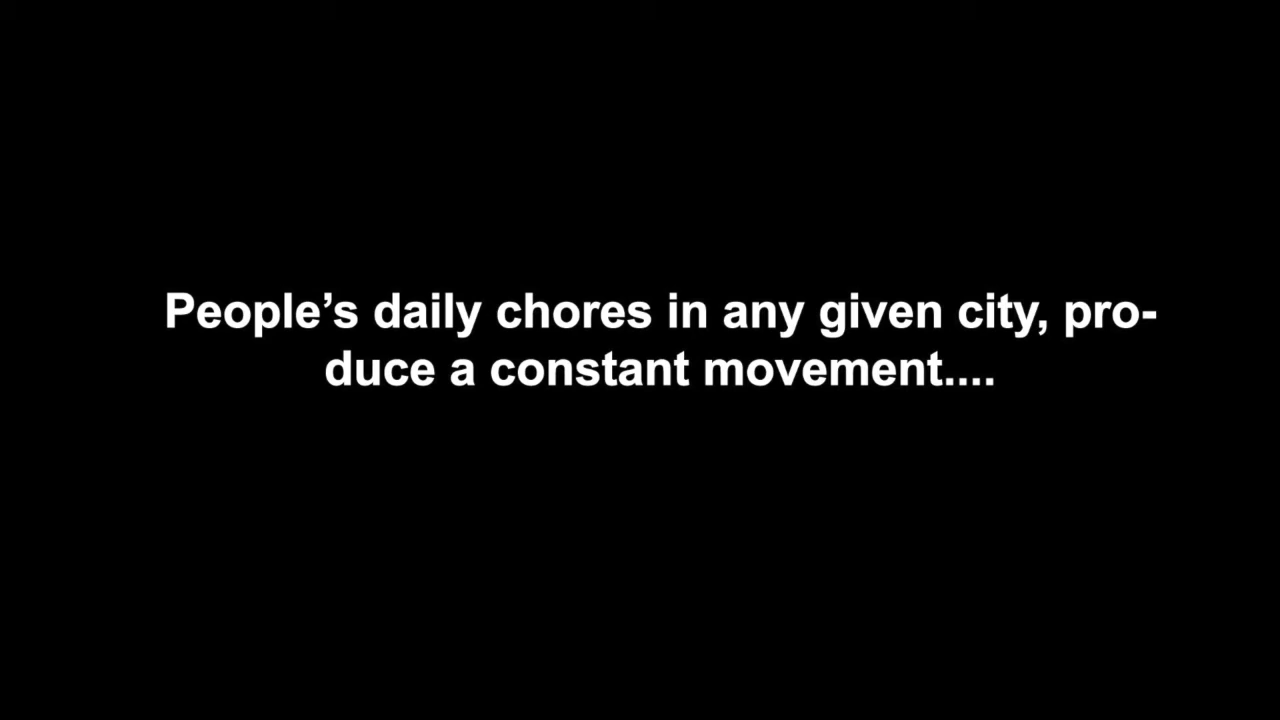 People’s daily chores in any given city, pro-
duce a constant movement....